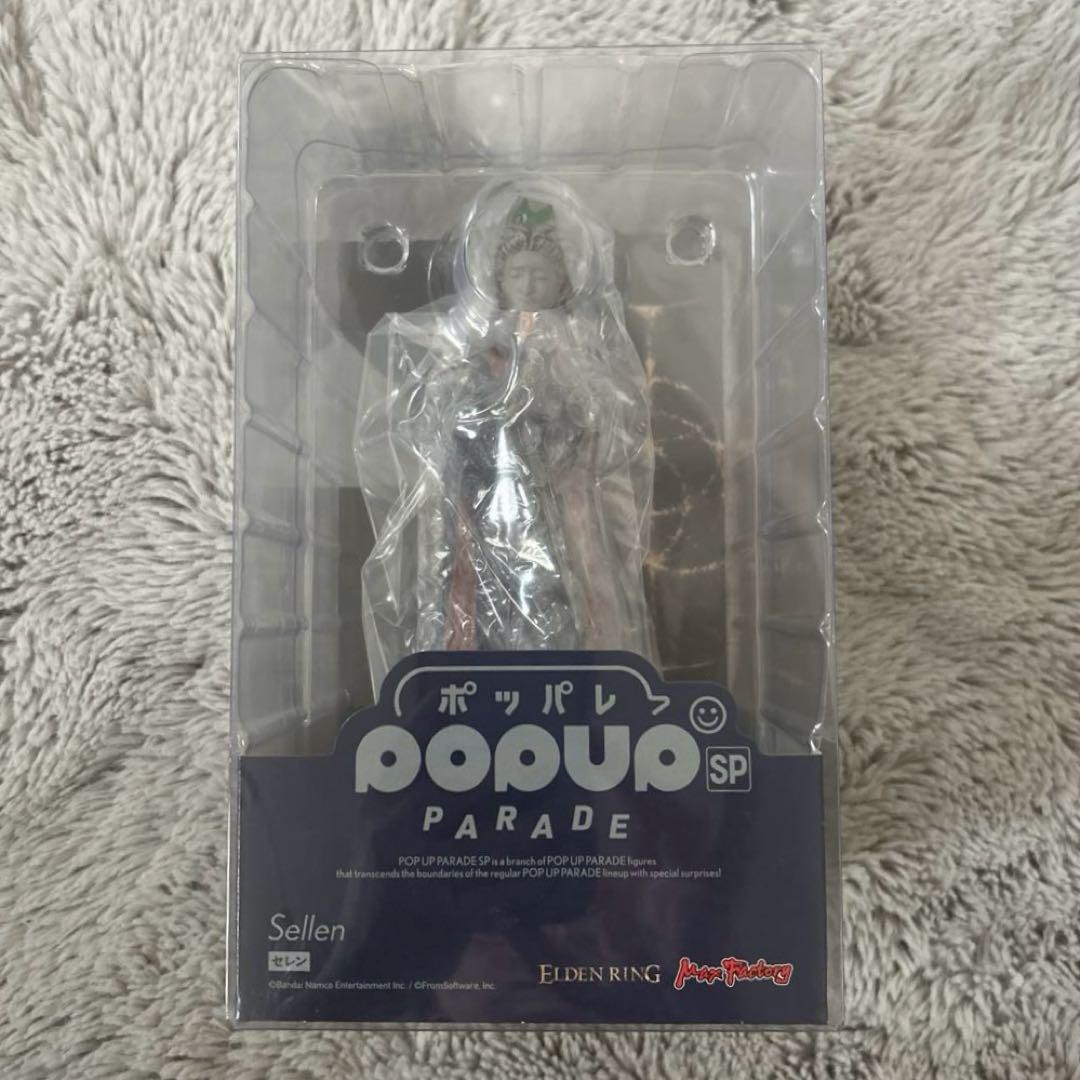 ポッパレッ
POPUP SP
PARADE
POP UP PARADE SP is a branch of POP UP PARADE figures
that transcends the boundaries of the regular POP UP PARADE lineup with special surprises!
Sellen
セレン
ELDEN RING Max Factory
©Bandai Namco Entertainment Inc. / ©FromSoftware, Inc.